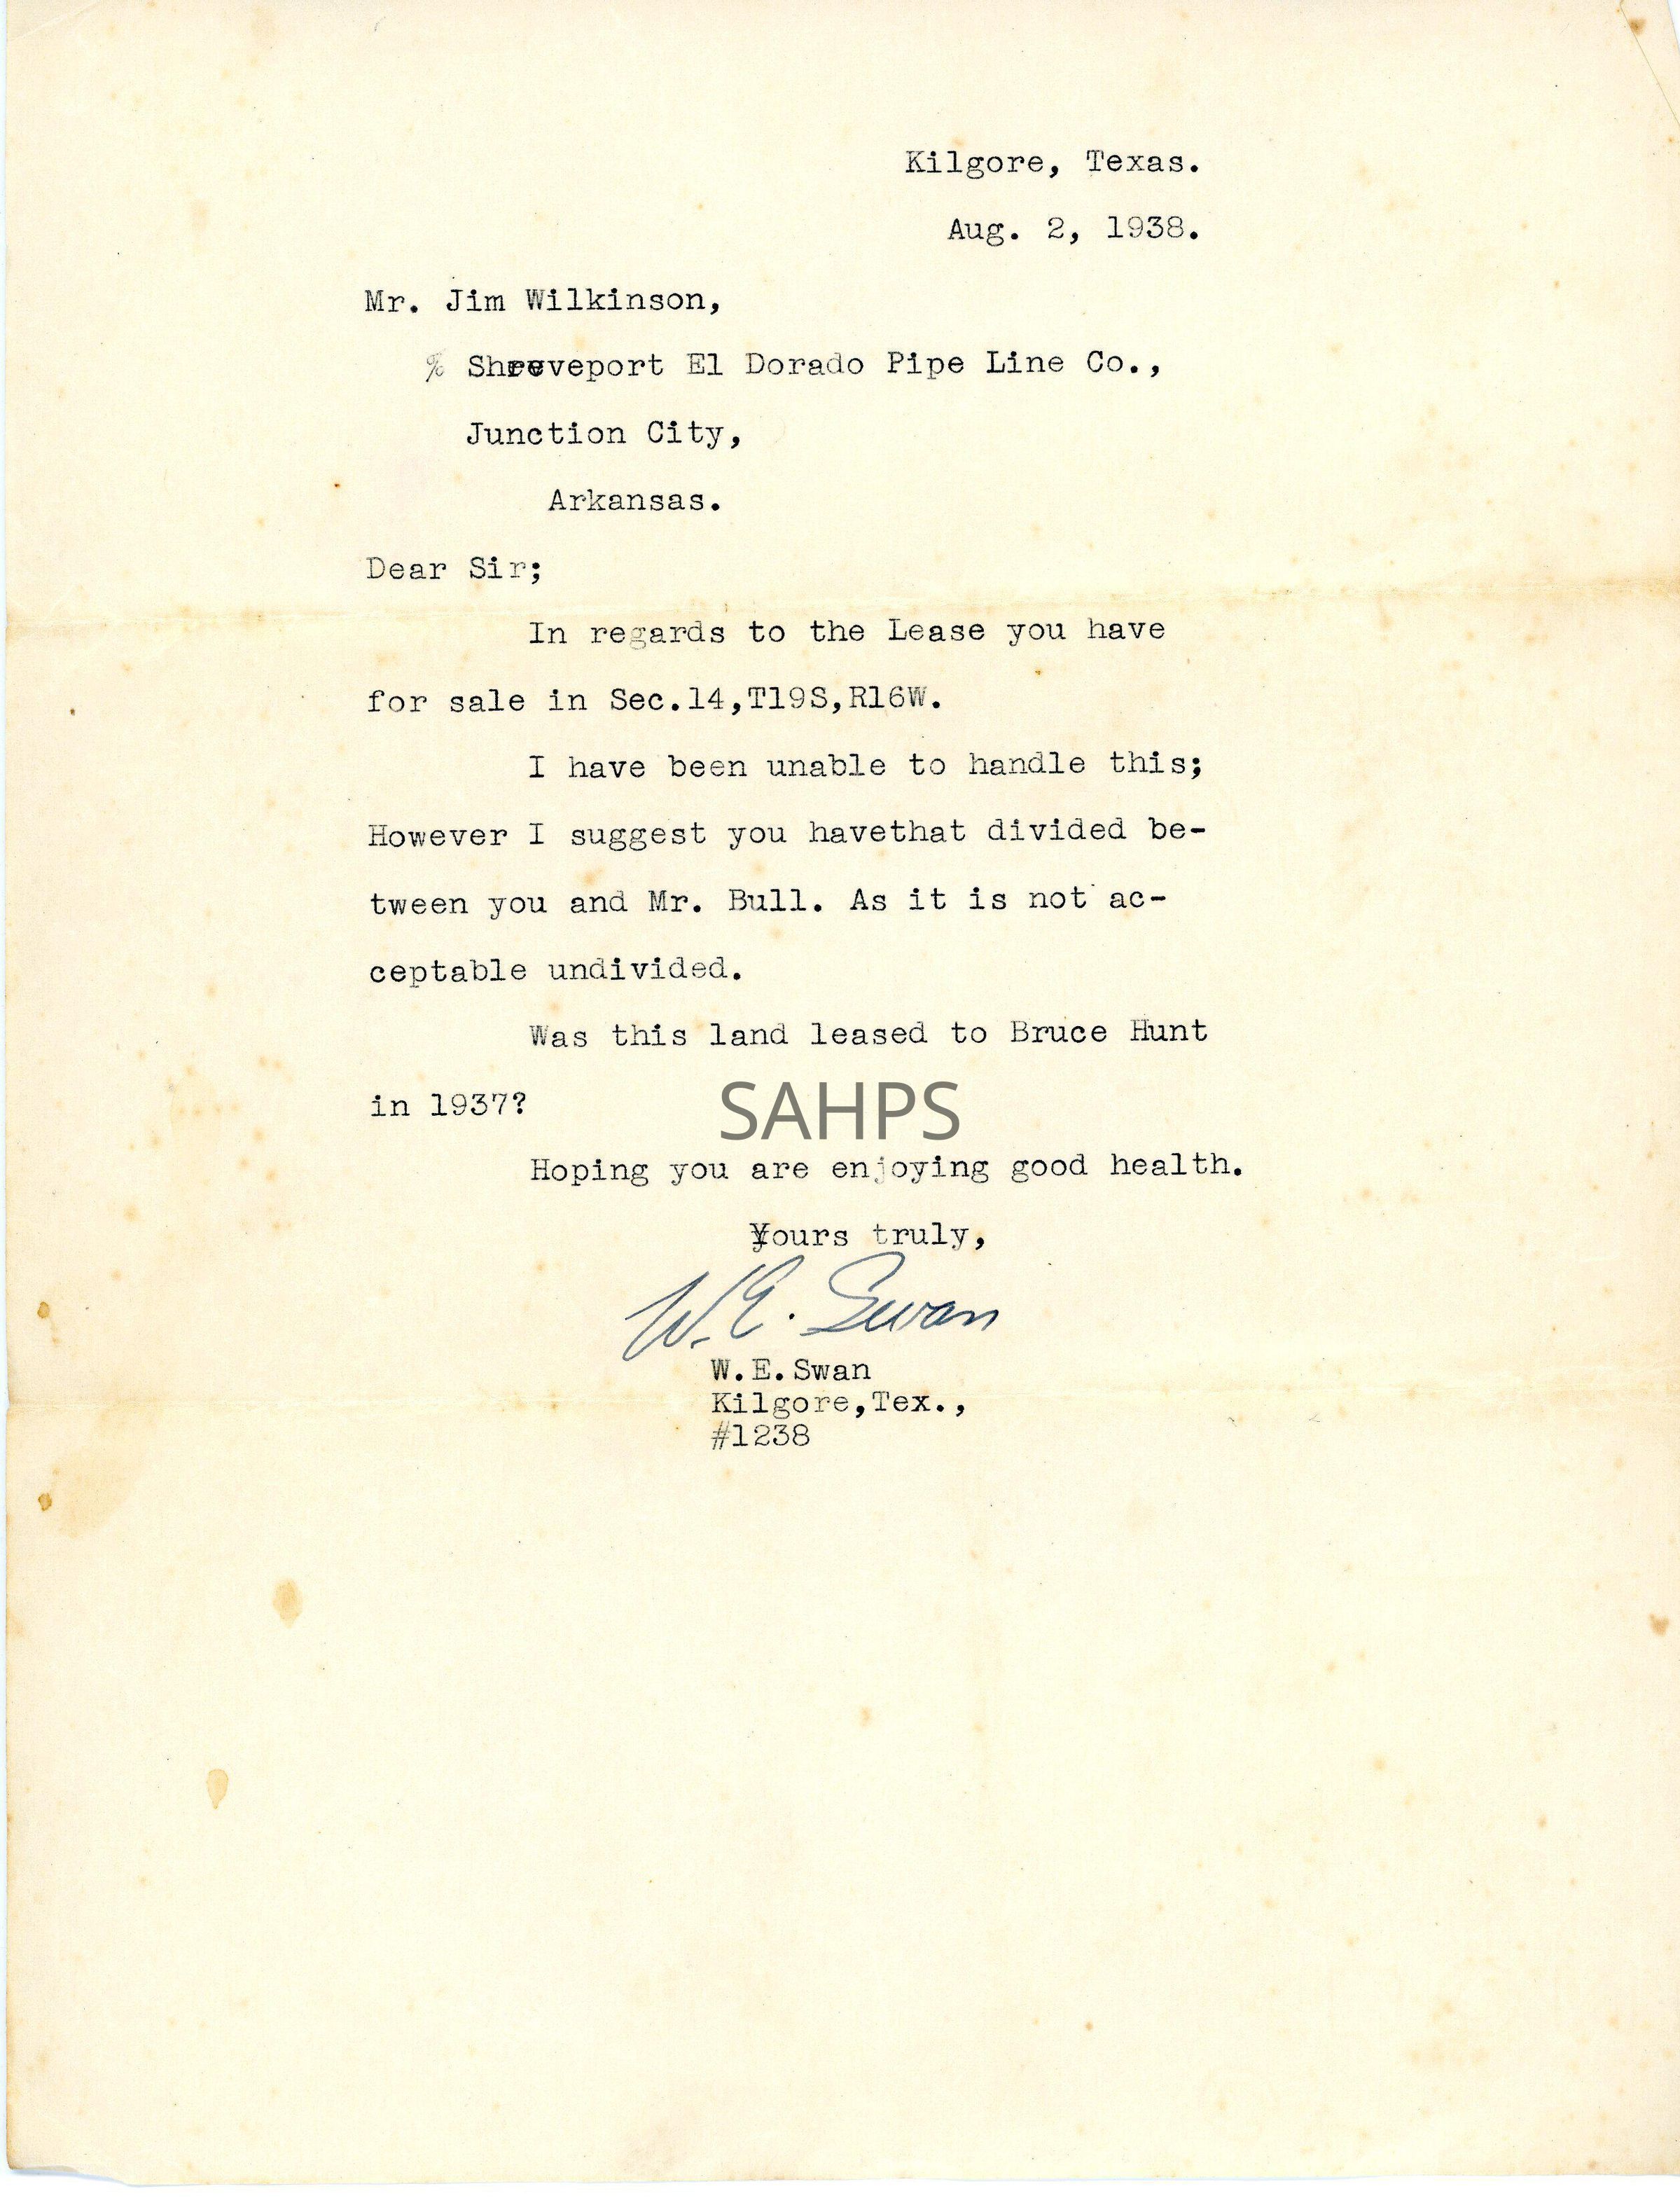 Kilgore, Texas.
Aug. 2, 1938.
Mr. Jim Wilkinson,
% Shreveport El Dorado Pipe Line Co.,
Junction City,
Arkansas.
Dear Sir;
In regards to the Lease you have
for sale in Sec.14,T19S,R16W.
I have been unable to handle this;
However I suggest you havethat divided be-
tween you and Mr. Bull. As it is not ac-
ceptable undivided.
Was this land leased to Bruce Hunt
in 1937?
SAHPS
Hoping you are enjoying good health.
Yours truly,
W.E. Swan
W.E.Swan
Kilgore,Tex.,
#1238